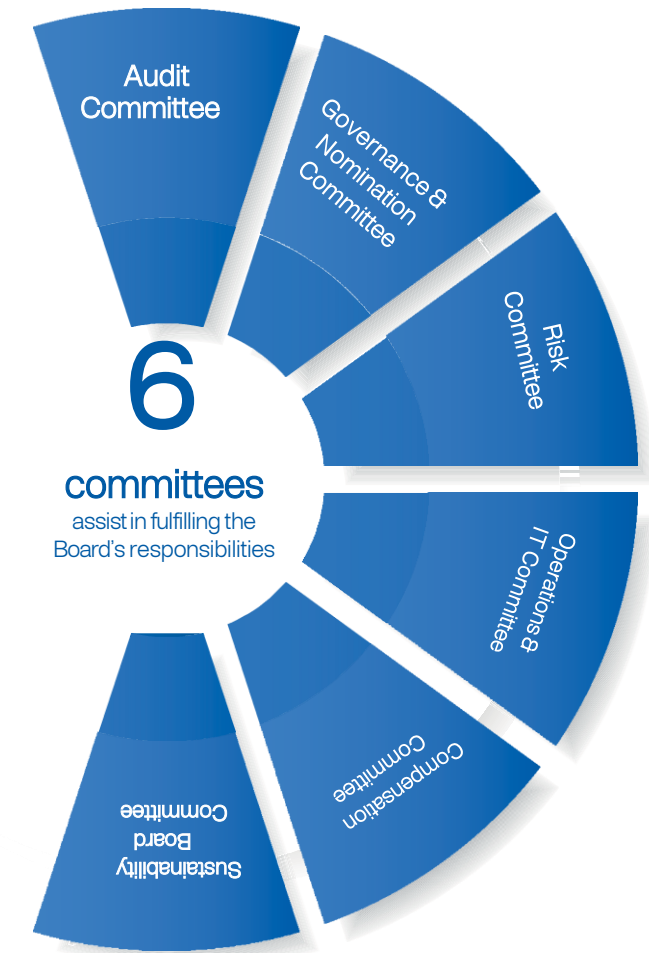 Audit
Committee
Governance &
Nomination
Committee
Risk
Committee
6
committees
assist in fulfilling the
Board's responsibilities
Operations &
IT Committee
Compensation
Committee
Sustainability
Board
Committee